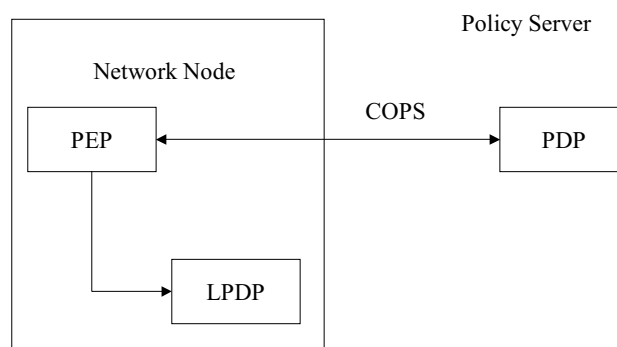 Policy Server
Network Node
COPS
PEP
PDP
LPDP